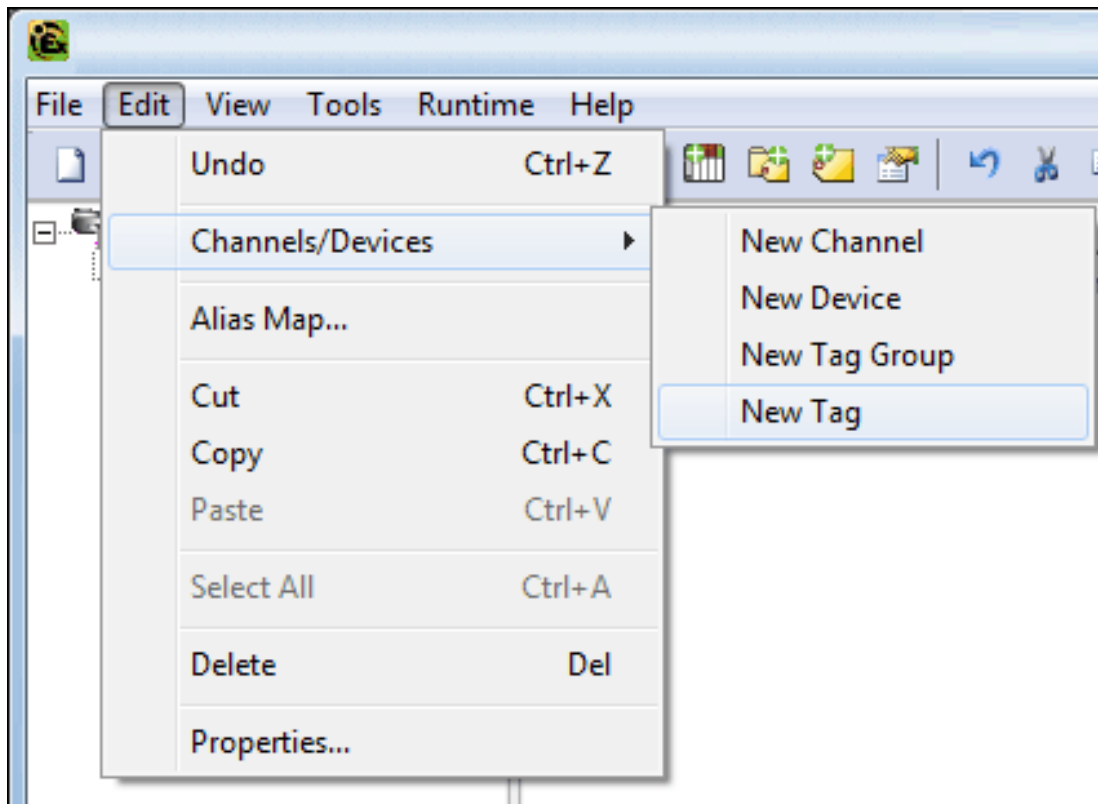 File Edit View Tools Runtime Help
Undo Ctrl+Z
Channels/Devices
New Channel
New Device
New Tag Group
New Tag
Alias Map...
Cut Ctrl+X
Copy Ctrl+C
Paste Ctrl+V
Select All Ctrl+A
Delete Del
Properties...